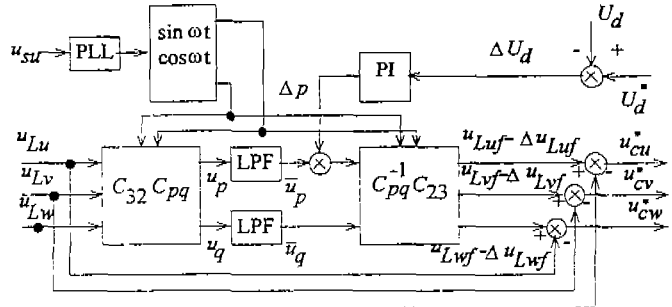 U_d
sin ωt
cos ωt
u_su
PLL
ΔU_d
- +
PI
Δp
U_d^*
u_Lu
u_Lv
u_Lw
C_32 C_pq
u_p
LPF
ū_p
C_pq^-1 C_23
u_Luf - Δu_Luf
u_cu^*
+ -
u_Lvf - Δu_Lvf
u_cv^*
+ -
u_cw^*
u_q
LPF
ū_q
+ -
u_Lwf - Δu_Lwf